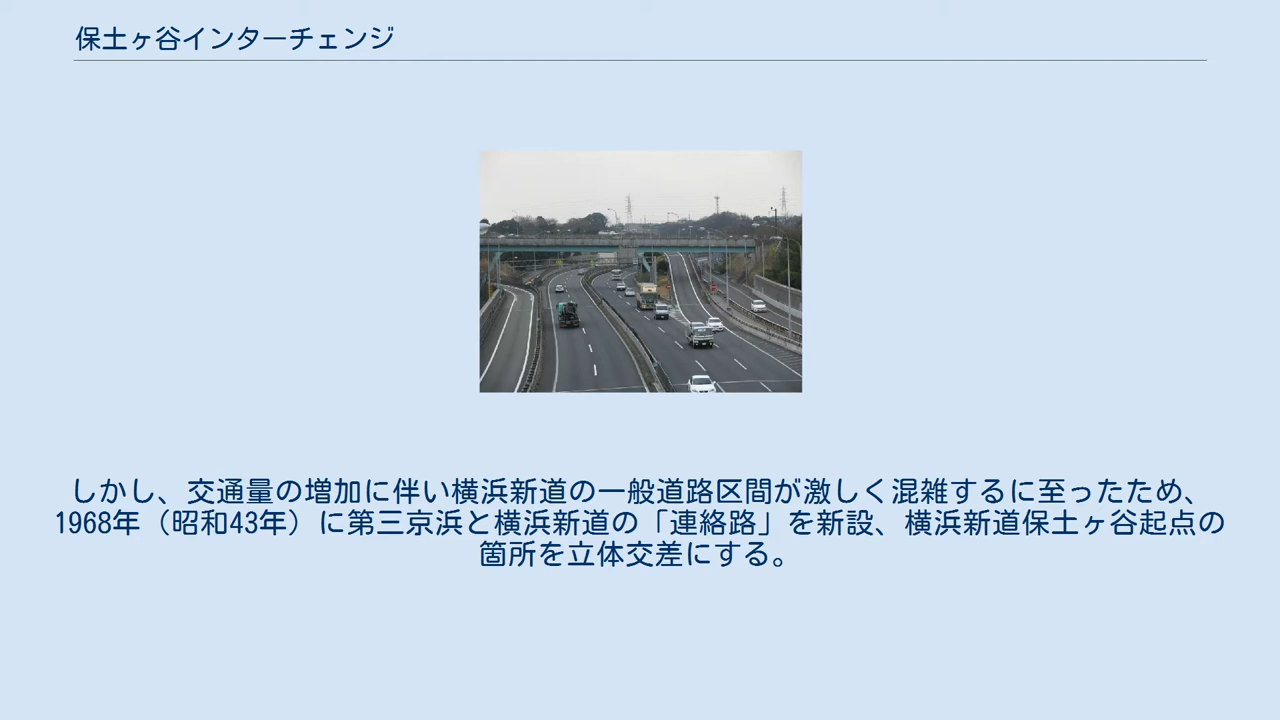 保土ヶ谷インターチェンジ
しかし、交通量の増加に伴い横浜新道の一般道路区間が激しく混雑するに至ったため、
1968年（昭和43年）に第三京浜と横浜新道の「連絡路」を新設、横浜新道保土ヶ谷起点の
箇所を立体交差にする。